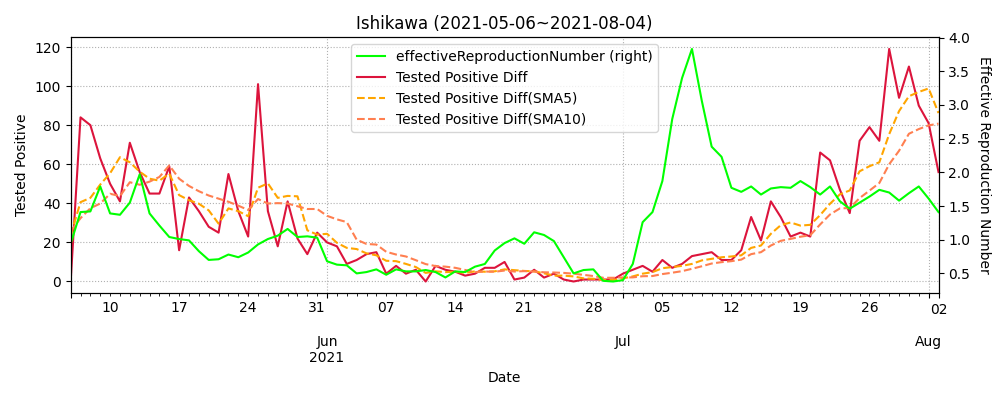 Ishikawa (2021-05-06~2021-08-04)
effectiveReproductionNumber (right)
Tested Positive Diff
Tested Positive Diff(SMA5)
Tested Positive Diff(SMA10)
Tested Positive
120
100
80
60
40
20
0
4.0
3.5
3.0
2.5
2.0
1.5
1.0
0.5
Effective Reproduction Number
10 17 24 31 07 14 21 28 05 12 19 26 02
Jun Jul Aug
2021
Date